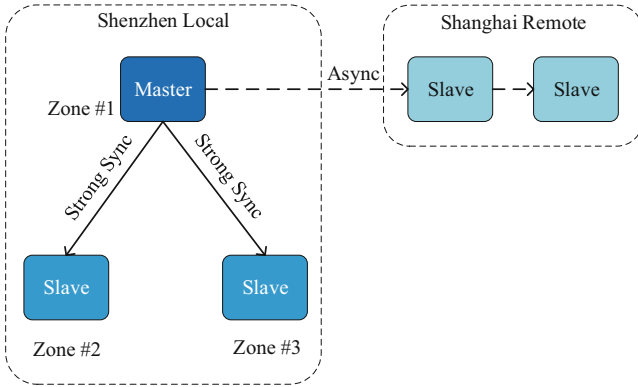 Shenzhen Local
Shanghai Remote
Master
Async
Slave
Slave
Zone #1
Strong Sync
Strong Sync
Slave
Slave
Zone #2
Zone #3